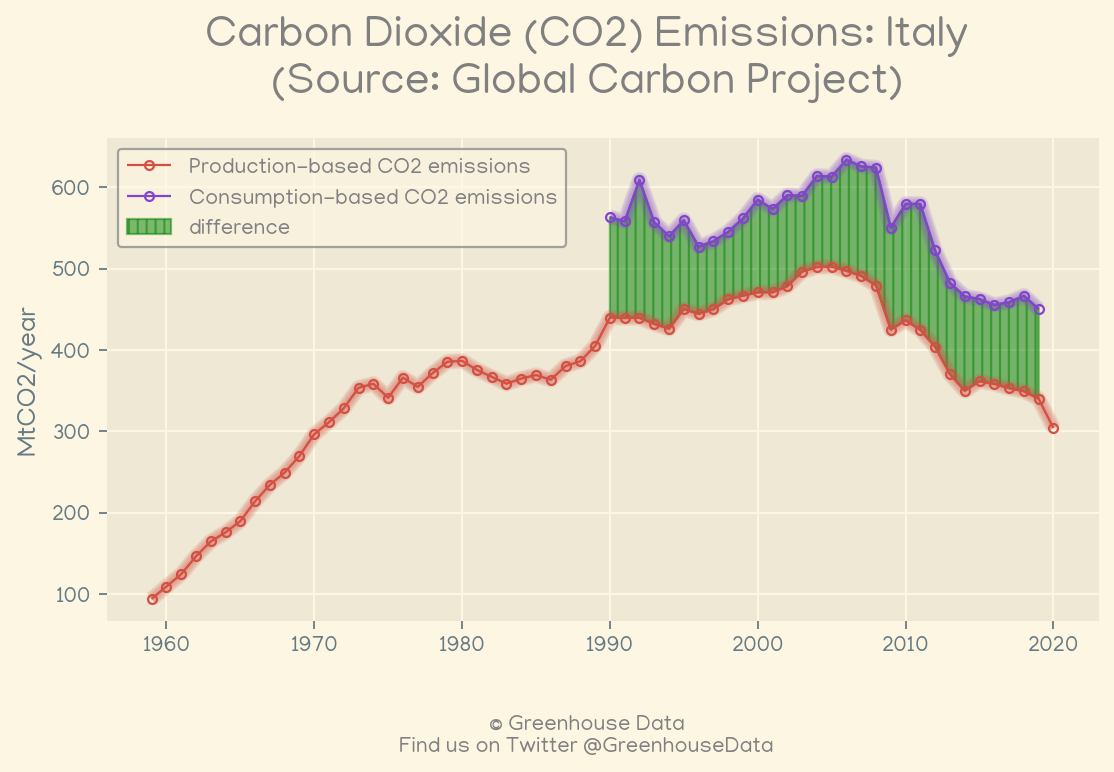 Carbon Dioxide (CO2) Emissions: Italy
(Source: Global Carbon Project)
Production-based CO2 emissions
Consumption-based CO2 emissions
difference
MtCO2/year
600
500
400
300
200
100
1960 1970 1980 1990 2000 2010 2020
© Greenhouse Data
Find us on Twitter @GreenhouseData